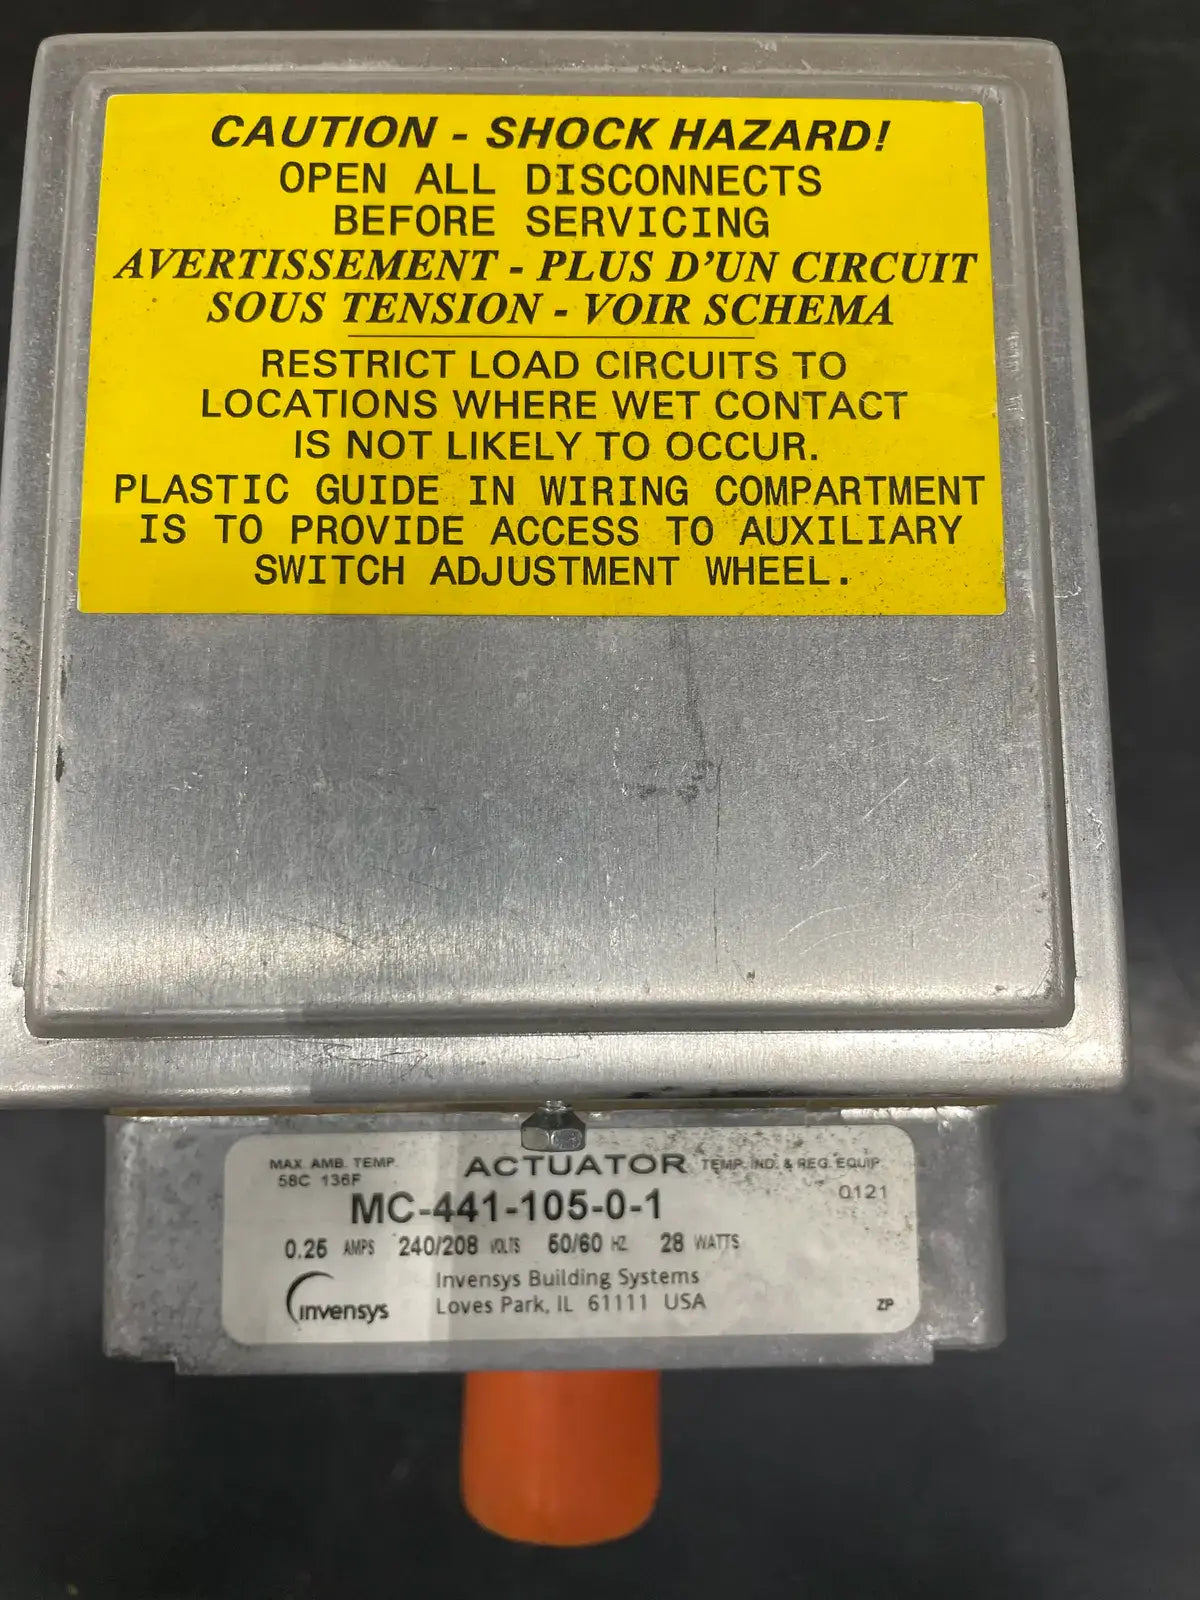 CAUTION - SHOCK HAZARD!
OPEN ALL DISCONNECTS
BEFORE SERVICING
AVERTISSEMENT - PLUS D'UN CIRCUIT
SOUS TENSION - VOIR SCHEMA
RESTRICT LOAD CIRCUITS TO
LOCATIONS WHERE WET CONTACT
IS NOT LIKELY TO OCCUR.
PLASTIC GUIDE IN WIRING COMPARTMENT
IS TO PROVIDE ACCESS TO AUXILIARY
SWITCH ADJUSTMENT WHEEL.
MAX. AMB. TEMP. ACTUATOR TEMP. IND. & REG. EQUIP.
58C 136F
MC-441-105-0-1 0121
0.25 AMPS 240/208 VOLTS 50/60 HZ 28 WATTS
Invensys Building Systems
invensys Loves Park, IL 61111 USA ZP